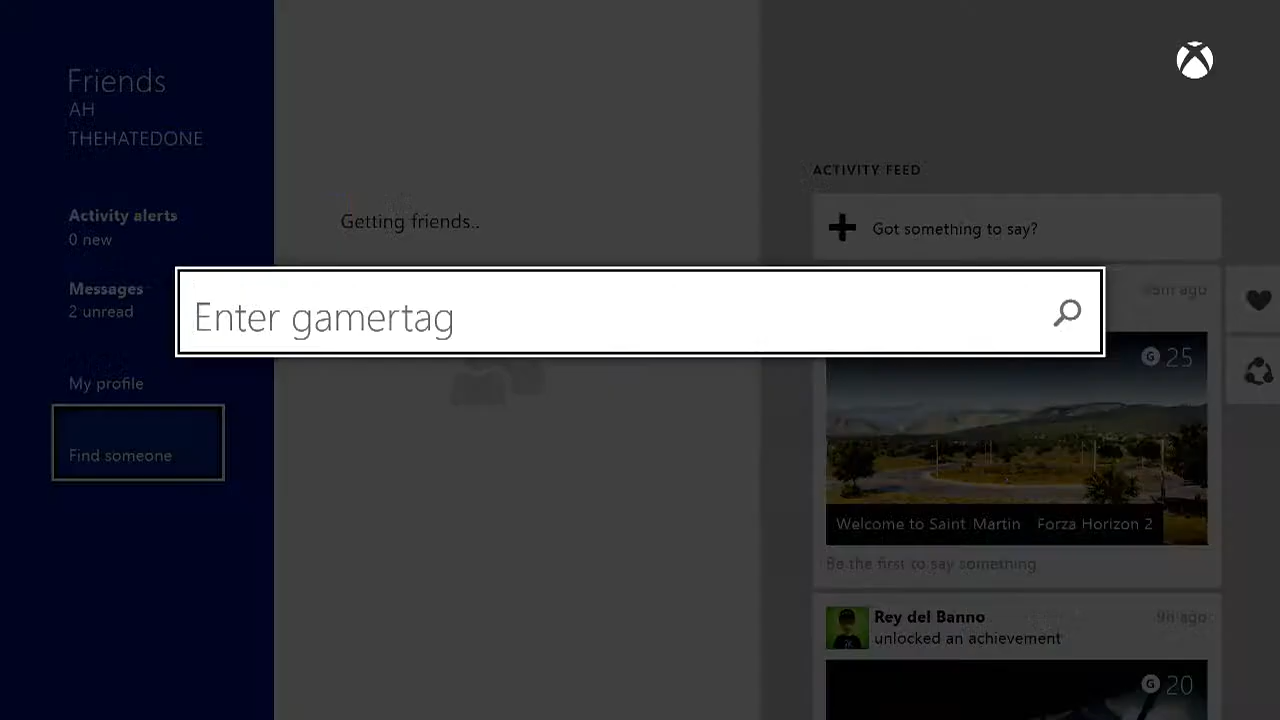 Friends
AH
THEHATEDONE
Activity alerts
0 new
Messages
2 unread
My profile
Find someone
Getting friends..
Enter gamertag
ACTIVITY FEED
Got something to say?
5m ago
G 25
Welcome to Saint Martin Forza Horizon 2
Be the first to say something
Rey del Banno
9h ago
unlocked an achievement
G 20